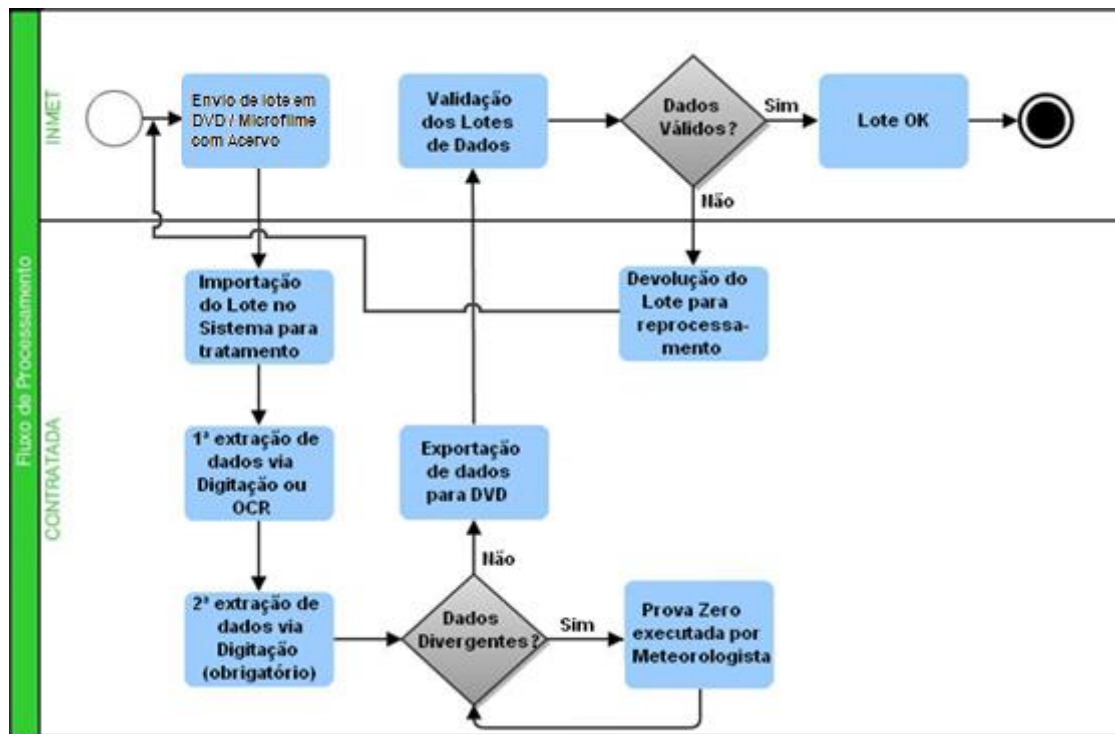 Fluxo de Processamento
INMET
Envio de lote em
DVD / Microfilme
com Acervo
Validação
dos Lotes
de Dados
Dados
Válidos?
Sim
Lote OK
Não
CONTRATADA
Importação
do Lote no
Sistema para
tratamento
Devolução do
Lote para
reprocessa-
mento
1ª extração de
dados via
Digitação ou
OCR
Exportação
de dados
para DVD
Não
2ª extração de
dados via
Digitação
(obrigatório)
Dados
Divergentes?
Sim
Prova Zero
executada por
Meteorologista